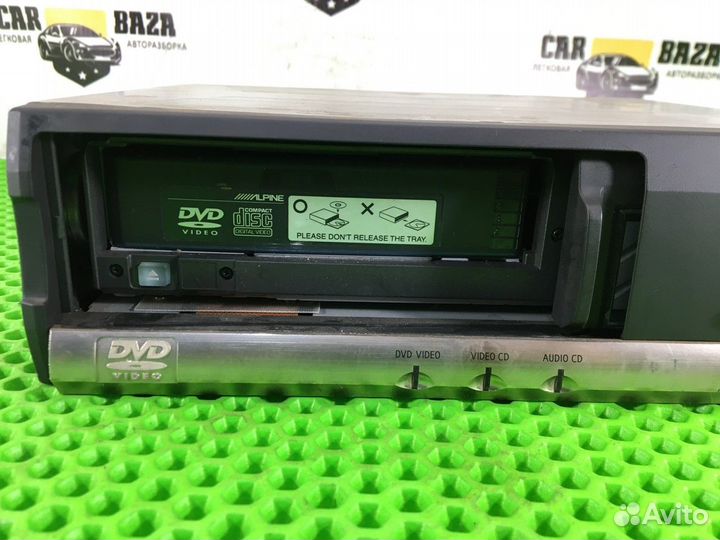 CAR BAZA
ЛЕГКОВАЯ АВТОРАЗБОРКА
CAR BAZA
ЛЕГКОВАЯ АВТОРАЗБОРКА
ALPINE
DVD
VIDEO
COMPACT
disc
DIGITAL VIDEO
PLEASE DON'T RELEASE THE TRAY.
DVD
VIDEO
DVD VIDEO
VIDEO CD
AUDIO CD
Avito